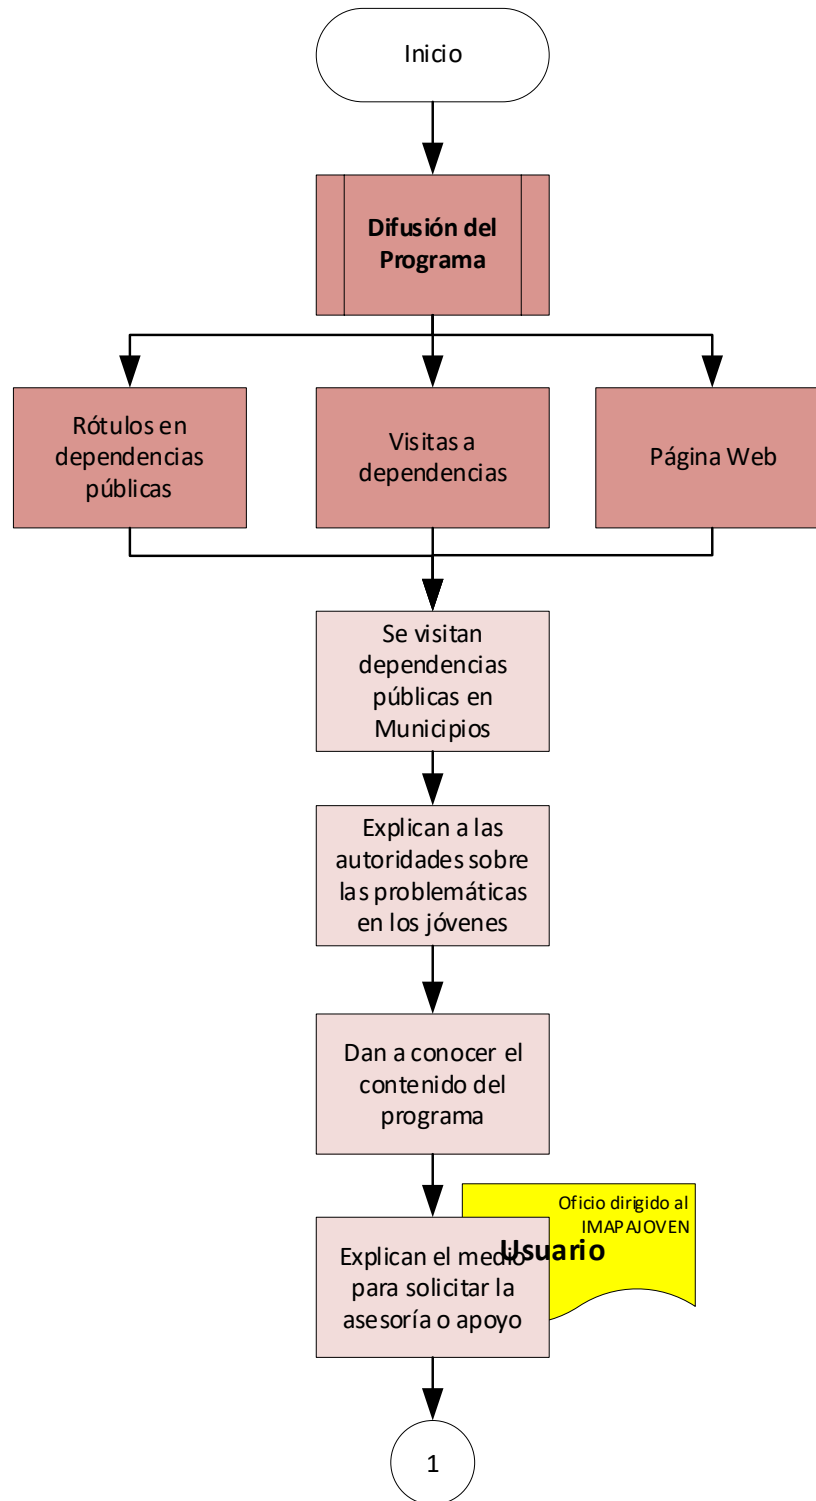 Inicio
Difusión del
Programa
Rótulos en
dependencias
públicas
Visitas a
dependencias
Página Web
Se visitan
dependencias
públicas en
Municipios
Explican a las
autoridades sobre
las problemáticas
en los jóvenes
Dan a conocer el
contenido del
programa
Oficio dirigido al
IMAPAJOVEN
Usuario
Explican el medio
para solicitar la
asesoría o apoyo
1